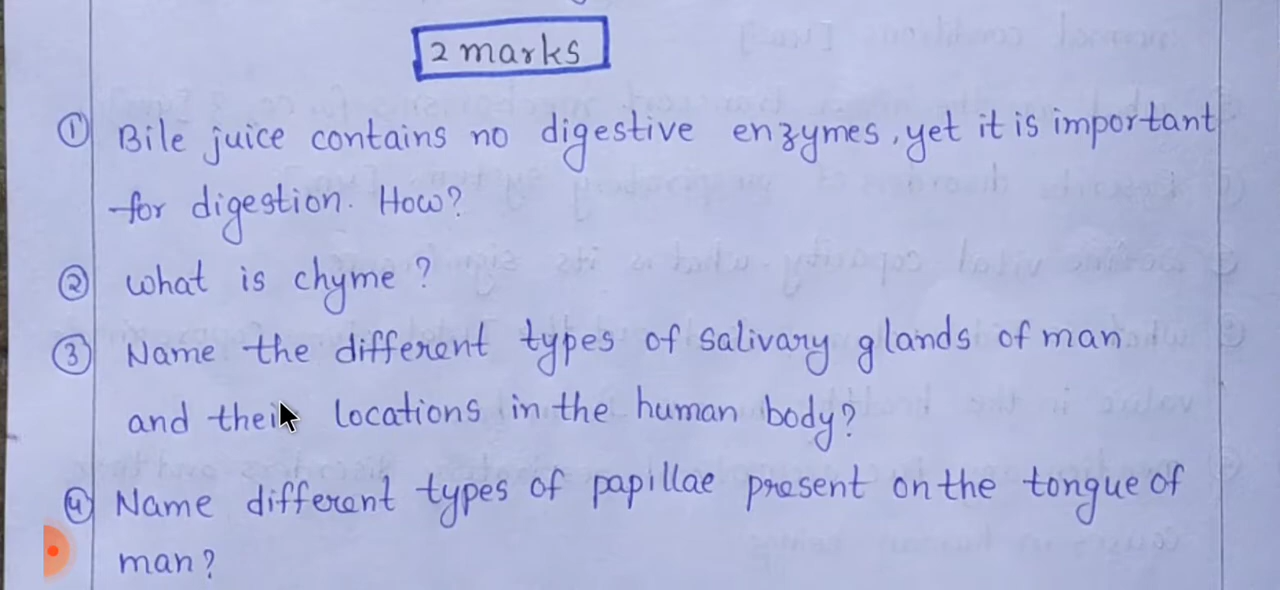 2 marks
① Bile juice contains no digestive enzymes, yet it is important
for digestion. How?
② what is chyme?
③ Name the different types of salivary glands of man
and their locations in the human body?
④ Name different types of papillae present on the tongue of
man?